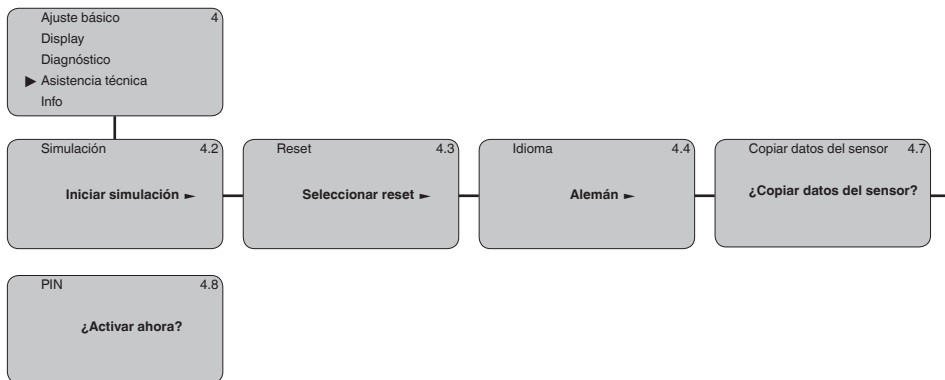 Ajuste básico 4
Display
Diagnóstico
▶ Asistencia técnica
Info
Simulación 4.2
Iniciar simulación ►
Reset 4.3
Seleccionar reset ►
Idioma 4.4
Alemán ►
Copiar datos del sensor 4.7
¿Copiar datos del sensor?
PIN 4.8
¿Activar ahora?